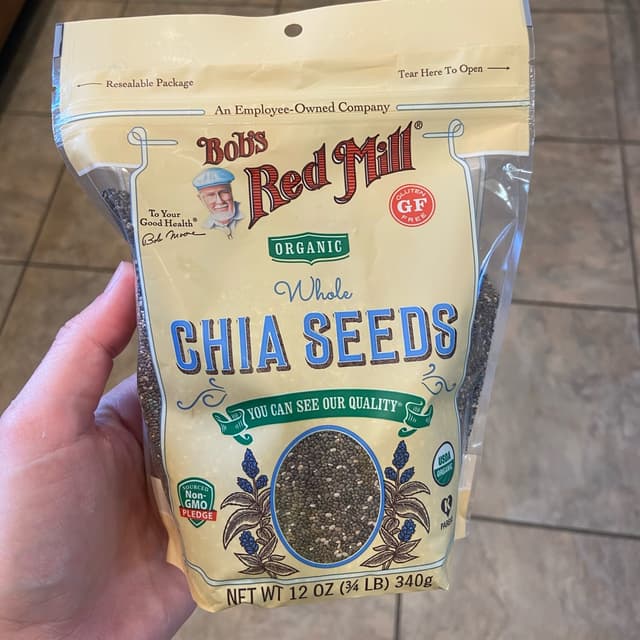 Resealable Package
Tear Here To Open
An Employee-Owned Company
Bob's
Red Mill®
To Your
Good Health®
Bob Moore
GLUTEN
GF
FREE
ORGANIC
Whole
CHIA SEEDS
YOU CAN SEE OUR QUALITY®
USDA
ORGANIC
SOURCED
Non-
GMO
PLEDGE
K
NET WT 12 OZ (¾ LB) 340g